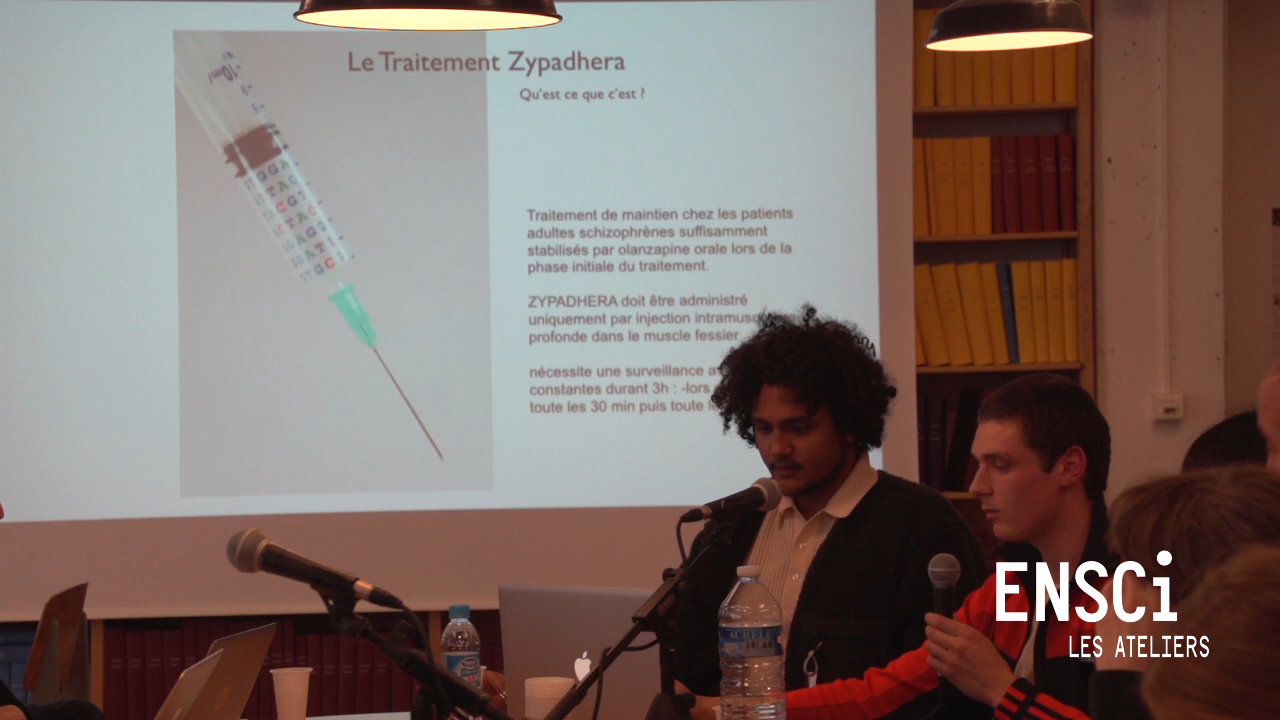 Le Traitement Zypadhera
Qu'est ce que c'est ?
10ml
Traitement de maintien chez les patients
adultes schizophrènes suffisamment
stabilisés par olanzapine orale lors de la
phase initiale du traitement.
ZYPADHERA doit être administré
uniquement par injection
profonde dans le muscle fessier
nécessite une surveillance
constantes durant 3h : -lors
toute les 30 min puis toute
ENSCi
LES ATELIERS